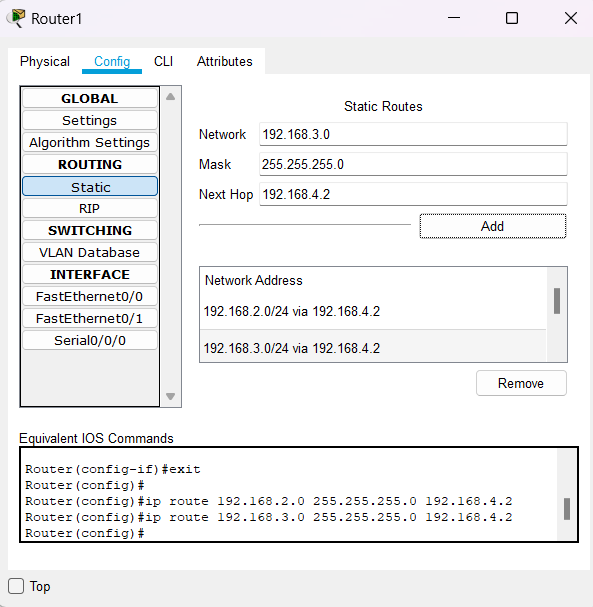 Router1
Physical Config CLI Attributes
GLOBAL
Settings
Algorithm Settings
ROUTING
Static
RIP
SWITCHING
VLAN Database
INTERFACE
FastEthernet0/0
FastEthernet0/1
Serial0/0/0
Static Routes
Network 192.168.3.0
Mask 255.255.255.0
Next Hop 192.168.4.2
Add
Network Address
192.168.2.0/24 via 192.168.4.2
192.168.3.0/24 via 192.168.4.2
Remove
Equivalent IOS Commands
Router(config-if)#exit
Router(config)#
Router(config)#ip route 192.168.2.0 255.255.255.0 192.168.4.2
Router(config)#ip route 192.168.3.0 255.255.255.0 192.168.4.2
Router(config)#
Top